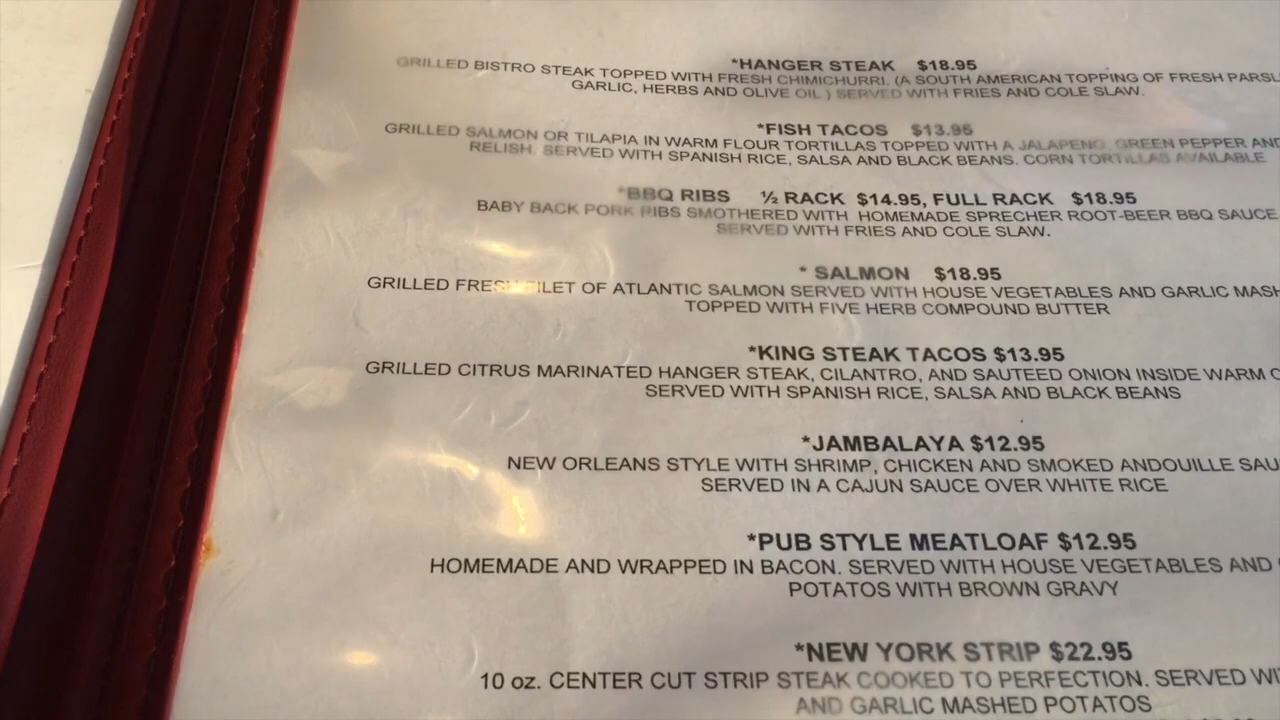 *HANGER STEAK $18.95
GRILLED BISTRO STEAK TOPPED WITH FRESH CHIMICHURRI. (A SOUTH AMERICAN TOPPING OF FRESH
GARLIC, HERBS AND OLIVE OIL ) SERVED WITH FRIES AND COLE SLAW.
*FISH TACOS $13.95
GRILLED SALMON OR TILAPIA IN WARM FLOUR TORTILLAS TOPPED WITH A JALAPENO, GREEN PEPPER AND
RELISH. SERVED WITH SPANISH RICE, SALSA AND BLACK BEANS. CORN TORTILLAS AVAILABLE
*BBQ RIBS ½ RACK $14.95, FULL RACK $18.95
BABY BACK PORK RIBS SMOTHERED WITH HOMEMADE SPRECHER ROOT-BEER BBQ SAUCE
SERVED WITH FRIES AND COLE SLAW.
* SALMON $18.95
GRILLED FRESH FILET OF ATLANTIC SALMON SERVED WITH HOUSE VEGETABLES AND GARLIC MASH
TOPPED WITH FIVE HERB COMPOUND BUTTER
*KING STEAK TACOS $13.95
GRILLED CITRUS MARINATED HANGER STEAK, CILANTRO, AND SAUTEED ONION INSIDE WARM
SERVED WITH SPANISH RICE, SALSA AND BLACK BEANS
*JAMBALAYA $12.95
NEW ORLEANS STYLE WITH SHRIMP, CHICKEN AND SMOKED ANDOUILLE SAU
SERVED IN A CAJUN SAUCE OVER WHITE RICE
*PUB STYLE MEATLOAF $12.95
HOMEMADE AND WRAPPED IN BACON. SERVED WITH HOUSE VEGETABLES AND
POTATOS WITH BROWN GRAVY
*NEW YORK STRIP $22.95
10 oz. CENTER CUT STRIP STEAK COOKED TO PERFECTION. SERVED WI
AND GARLIC MASHED POTATOS